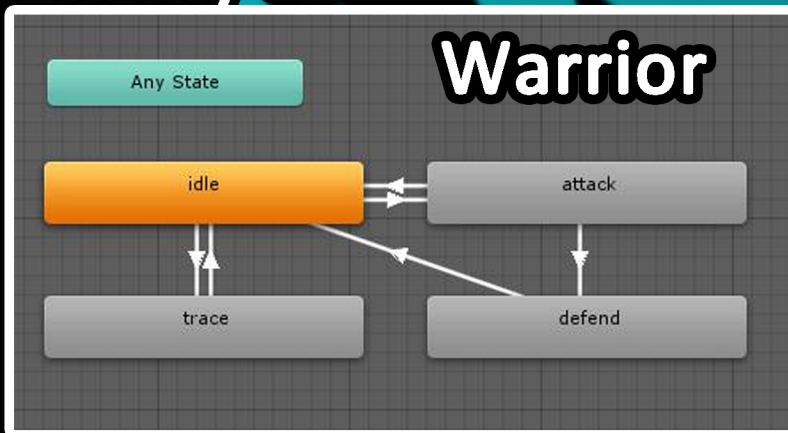 Warrior
Any State
idle
attack
trace
defend